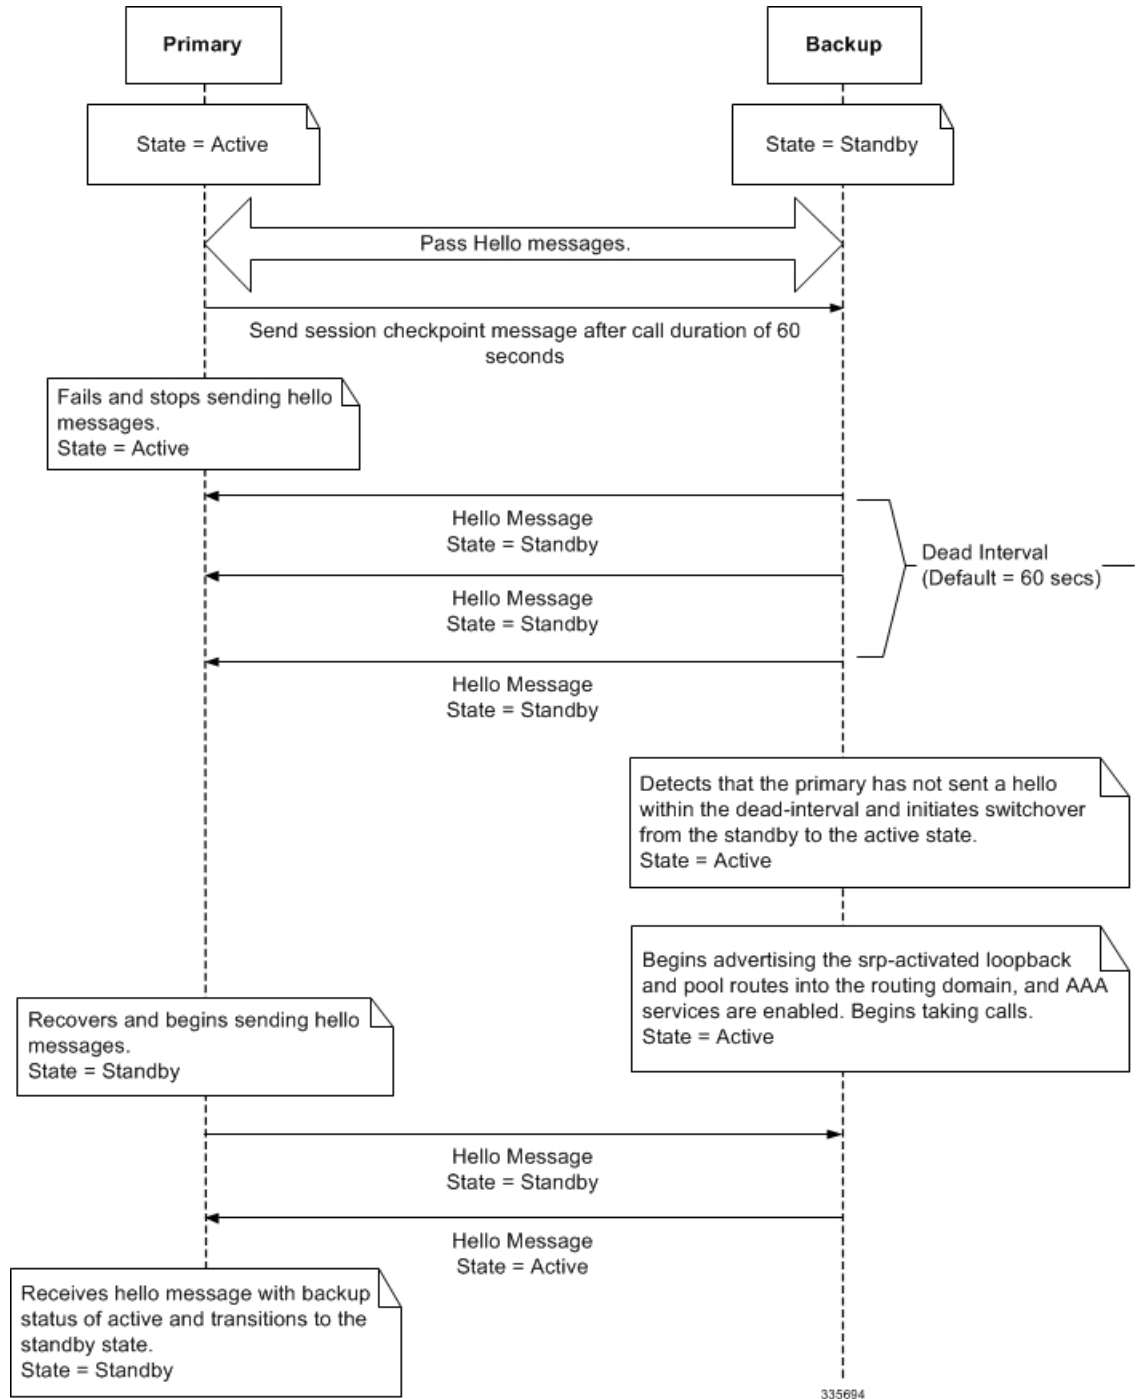 Primary
Backup
State = Active
State = Standby
Pass Hello messages.
Send session checkpoint message after call duration of 60
seconds
Fails and stops sending hello
messages.
State = Active
Hello Message
State = Standby
Dead Interval
(Default = 60 secs)
Hello Message
State = Standby
Hello Message
State = Standby
Detects that the primary has not sent a hello
within the dead-interval and initiates switchover
from the standby to the active state.
State = Active
Begins advertising the srp-activated loopback
and pool routes into the routing domain, and AAA
services are enabled. Begins taking calls.
State = Active
Recovers and begins sending hello
messages.
State = Standby
Hello Message
State = Standby
Hello Message
State = Active
Receives hello message with backup
status of active and transitions to the
standby state.
State = Standby
335694